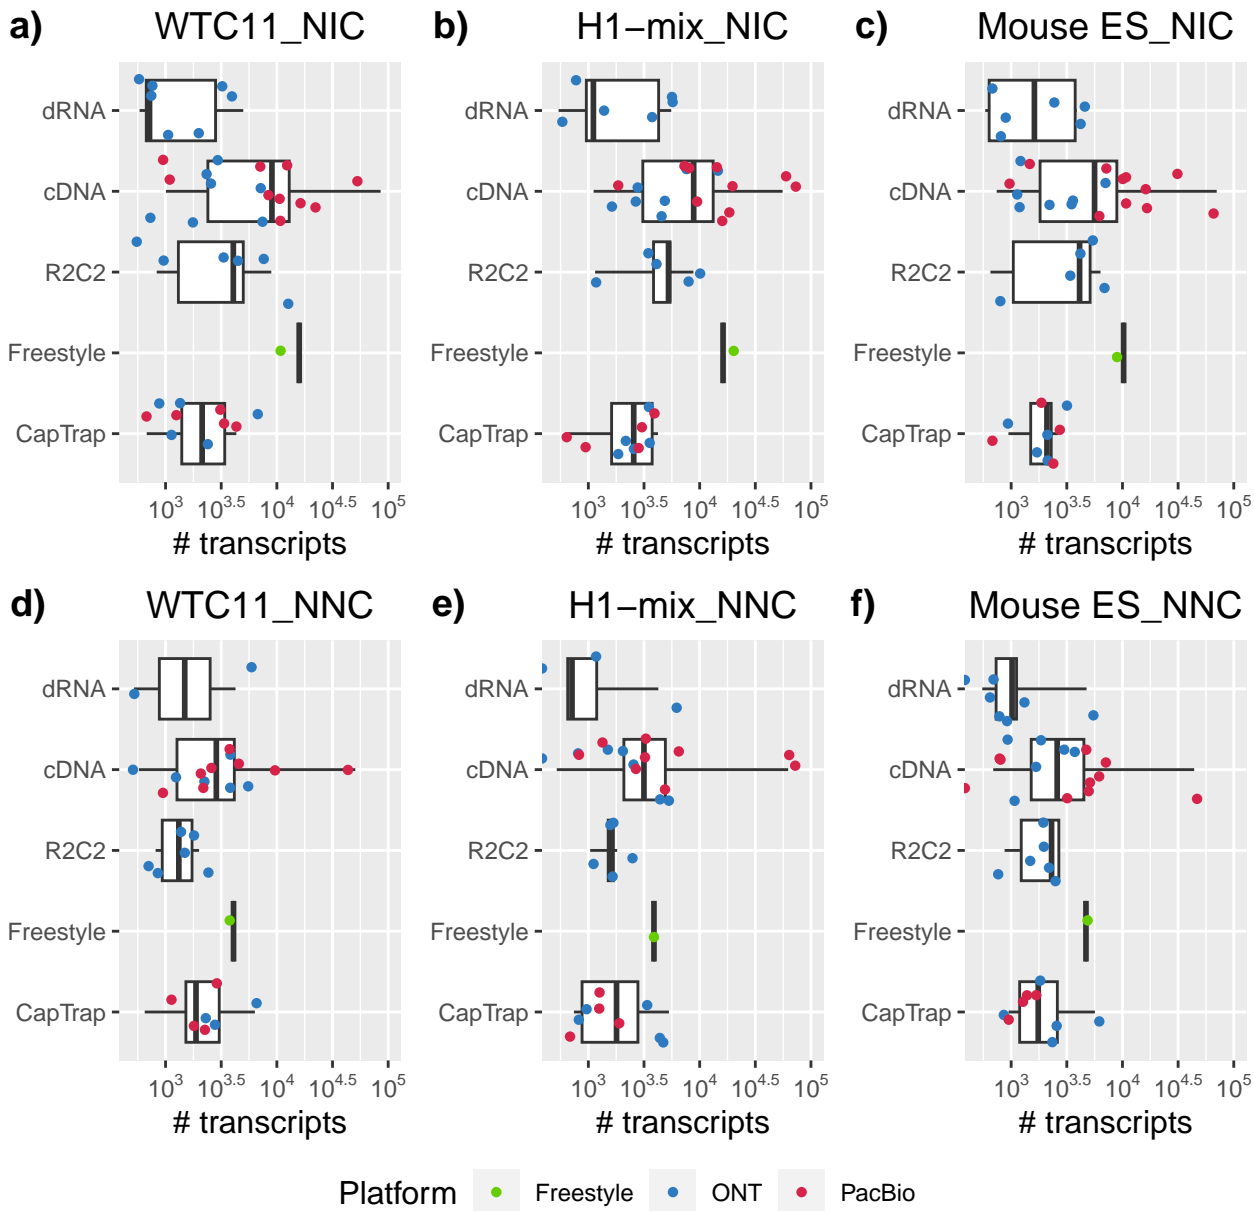 a) WTC11_NIC b) H1−mix_NIC c) Mouse ES_NIC
dRNA dRNA dRNA
cDNA cDNA cDNA
R2C2 R2C2 R2C2
Freestyle Freestyle Freestyle
CapTrap CapTrap CapTrap
10^3 10^3.5 10^4 10^4.5 10^5 10^3 10^3.5 10^4 10^4.5 10^5 10^3 10^3.5 10^4 10^4.5 10^5
# transcripts # transcripts # transcripts
d) WTC11_NNC e) H1−mix_NNC f) Mouse ES_NNC
dRNA dRNA dRNA
cDNA cDNA cDNA
R2C2 R2C2 R2C2
Freestyle Freestyle Freestyle
CapTrap CapTrap CapTrap
10^3 10^3.5 10^4 10^4.5 10^5 10^3 10^3.5 10^4 10^4.5 10^5 10^3 10^3.5 10^4 10^4.5 10^5
# transcripts # transcripts # transcripts
Platform Freestyle ONT PacBio